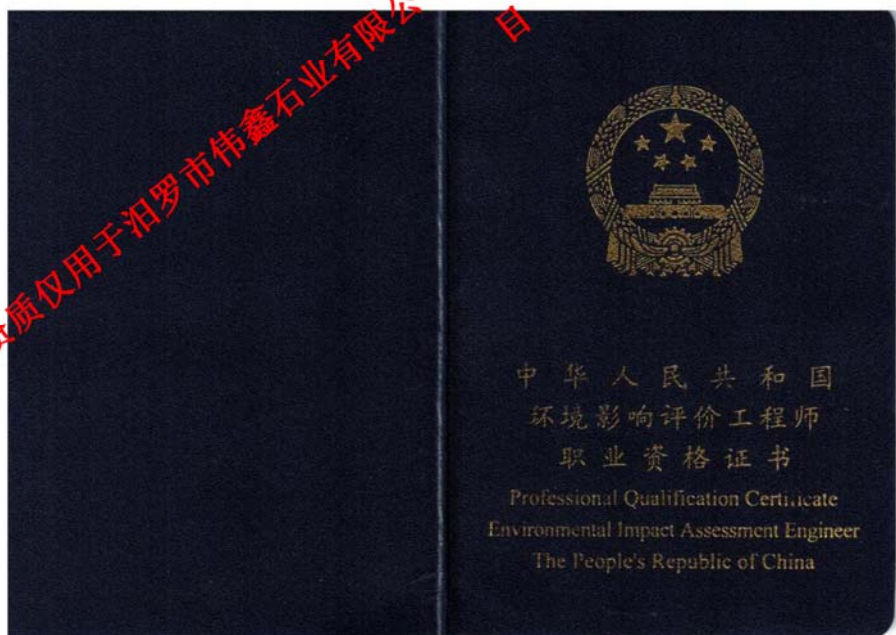 质仅用于汨罗市伟鑫石业有限公
目
中华人民共和国
环境影响评价工程师
职业资格证书
Professional Qualification Certificate
Environmental Impact Assessment Engineer
The People's Republic of China